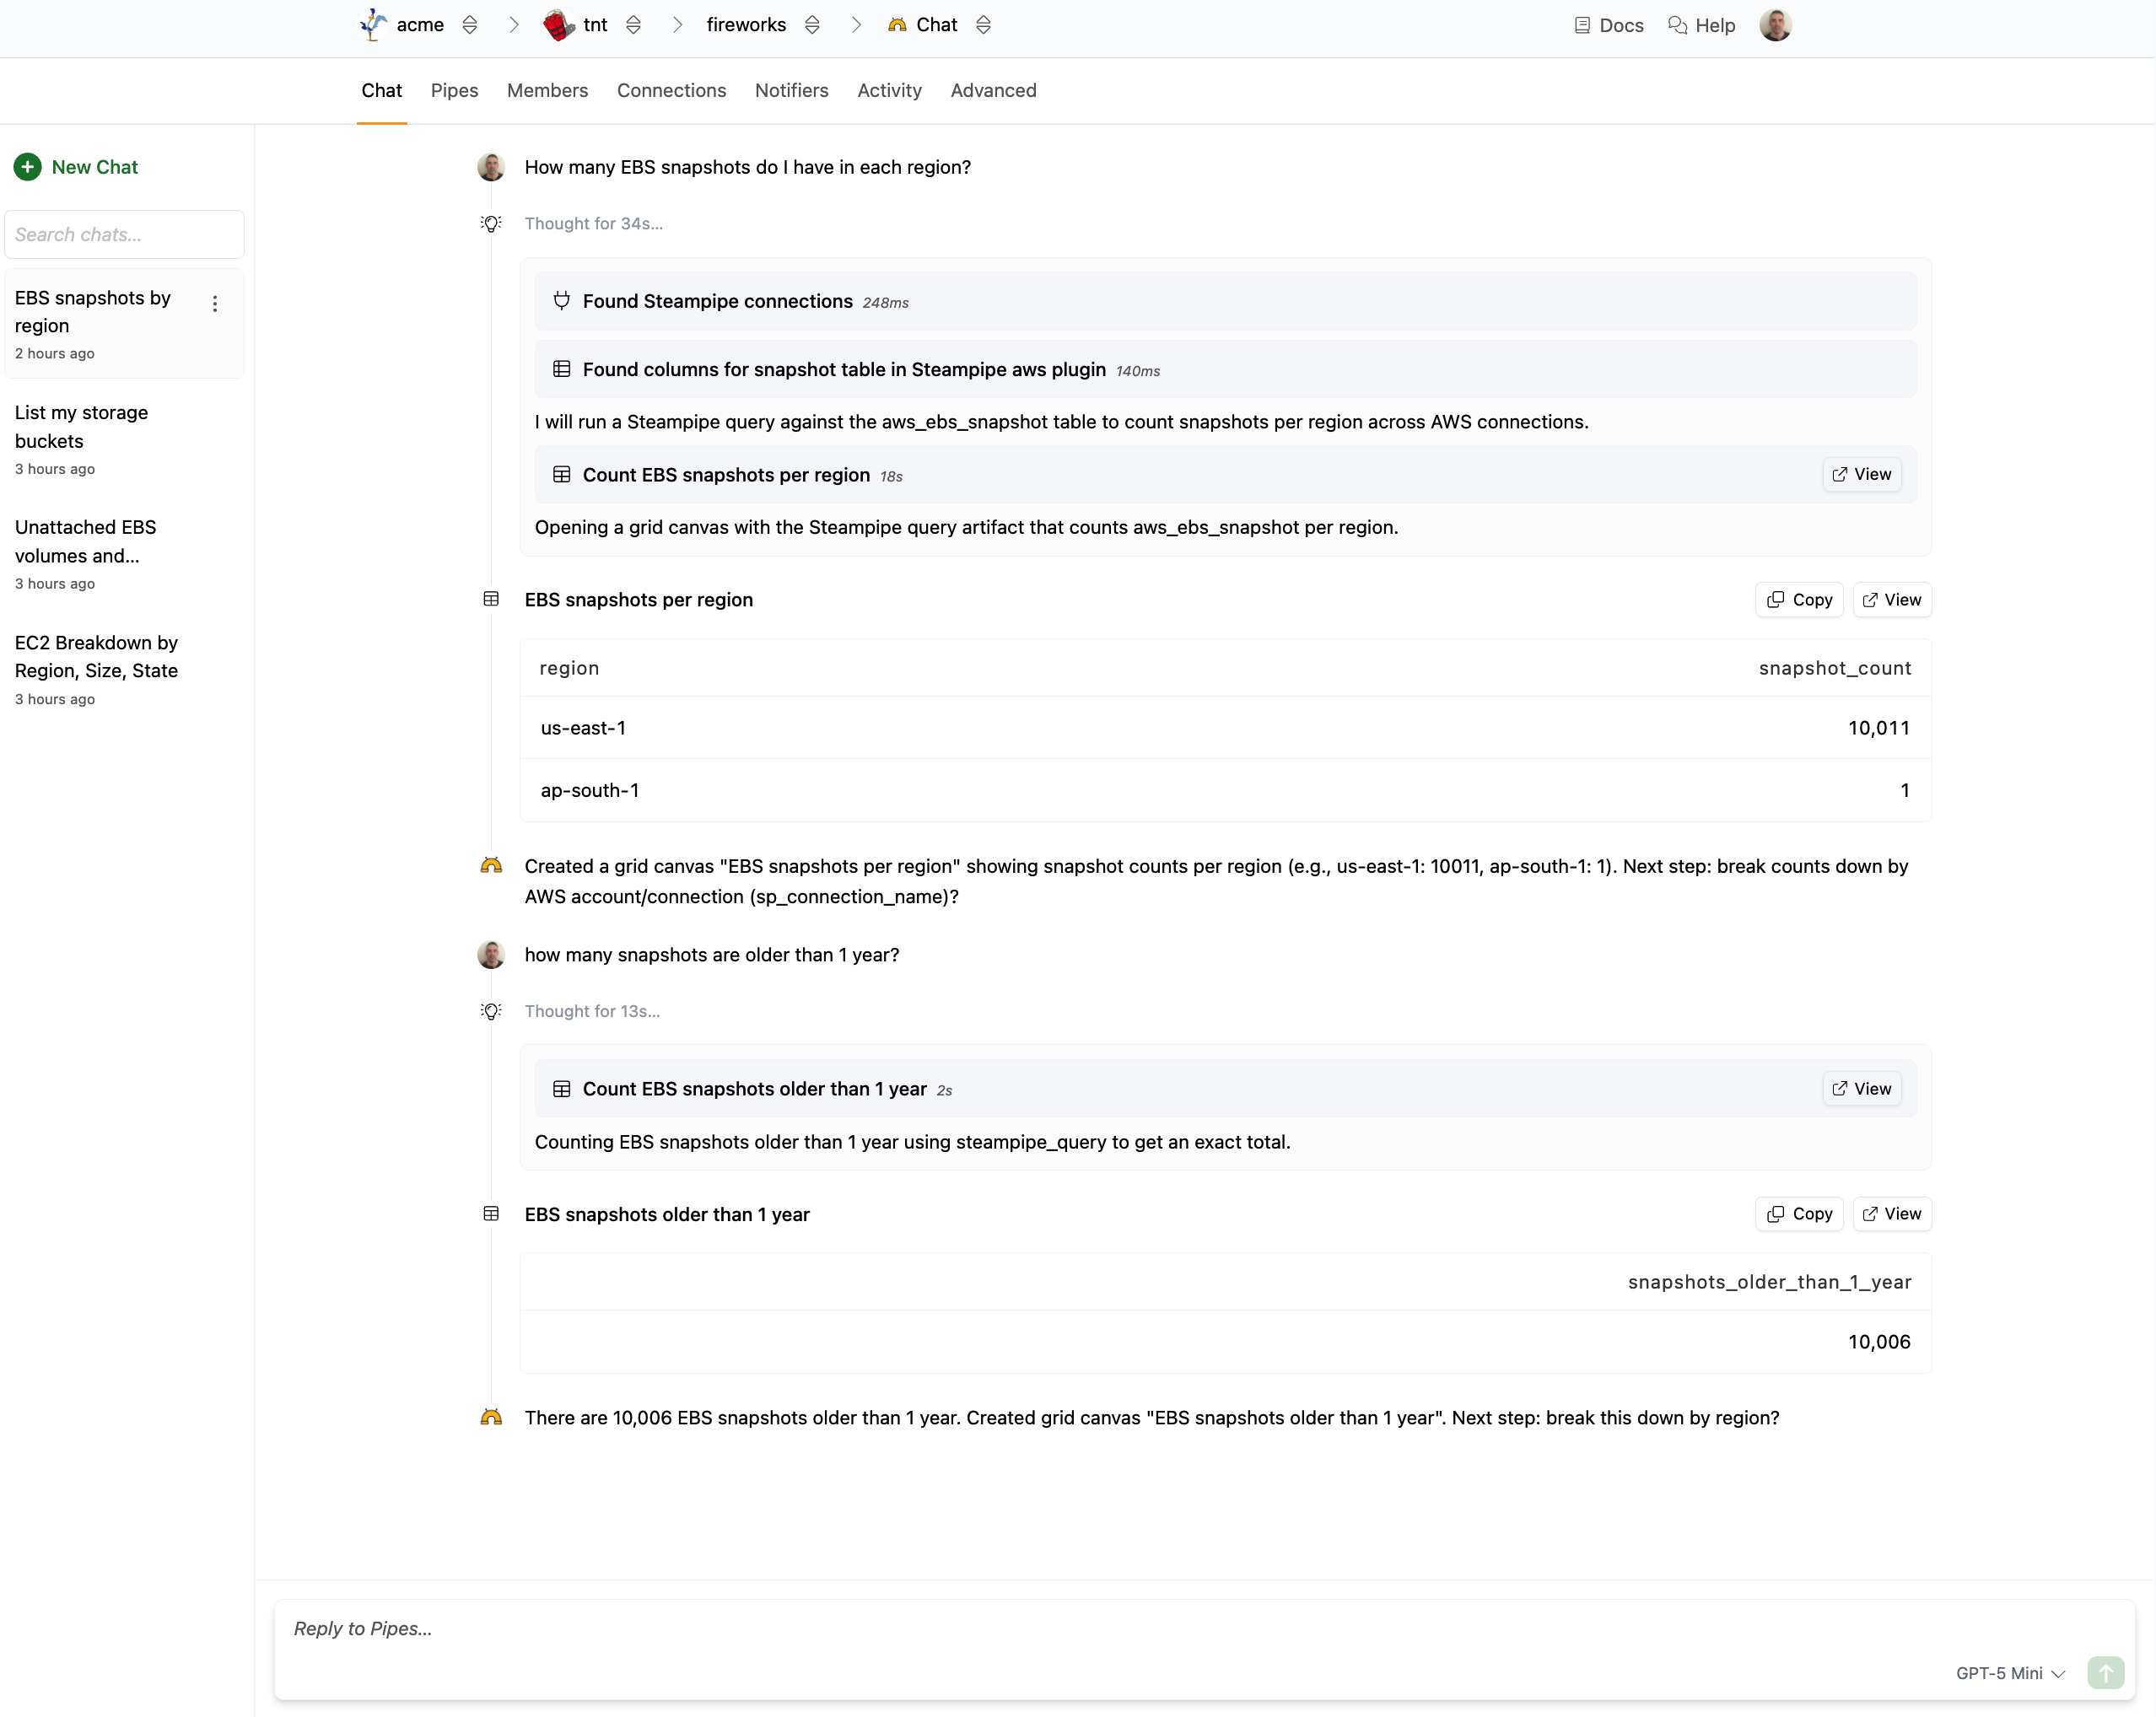 acme
tnt
fireworks
Chat
Docs
Help
Chat
Pipes
Members
Connections
Notifiers
Activity
Advanced
New Chat
Search chats...
EBS snapshots by
region
2 hours ago
List my storage
buckets
3 hours ago
Unattached EBS
volumes and...
3 hours ago
EC2 Breakdown by
Region, Size, State
3 hours ago
How many EBS snapshots do I have in each region?
Thought for 34s...
Found Steampipe connections 248ms
Found columns for snapshot table in Steampipe aws plugin 140ms
I will run a Steampipe query against the aws_ebs_snapshot table to count snapshots per region across AWS connections.
Count EBS snapshots per region 18s
View
Opening a grid canvas with the Steampipe query artifact that counts aws_ebs_snapshot per region.
EBS snapshots per region
Copy
View
region snapshot_count
us-east-1 10,011
ap-south-1 1
Created a grid canvas "EBS snapshots per region" showing snapshot counts per region (e.g., us-east-1: 10011, ap-south-1: 1). Next step: break counts down by
AWS account/connection (sp_connection_name)?
how many snapshots are older than 1 year?
Thought for 13s...
Count EBS snapshots older than 1 year 2s
View
Counting EBS snapshots older than 1 year using steampipe_query to get an exact total.
EBS snapshots older than 1 year
Copy
View
snapshots_older_than_1_year
10,006
There are 10,006 EBS snapshots older than 1 year. Created grid canvas "EBS snapshots older than 1 year". Next step: break this down by region?
Reply to Pipes...
GPT-5 Mini